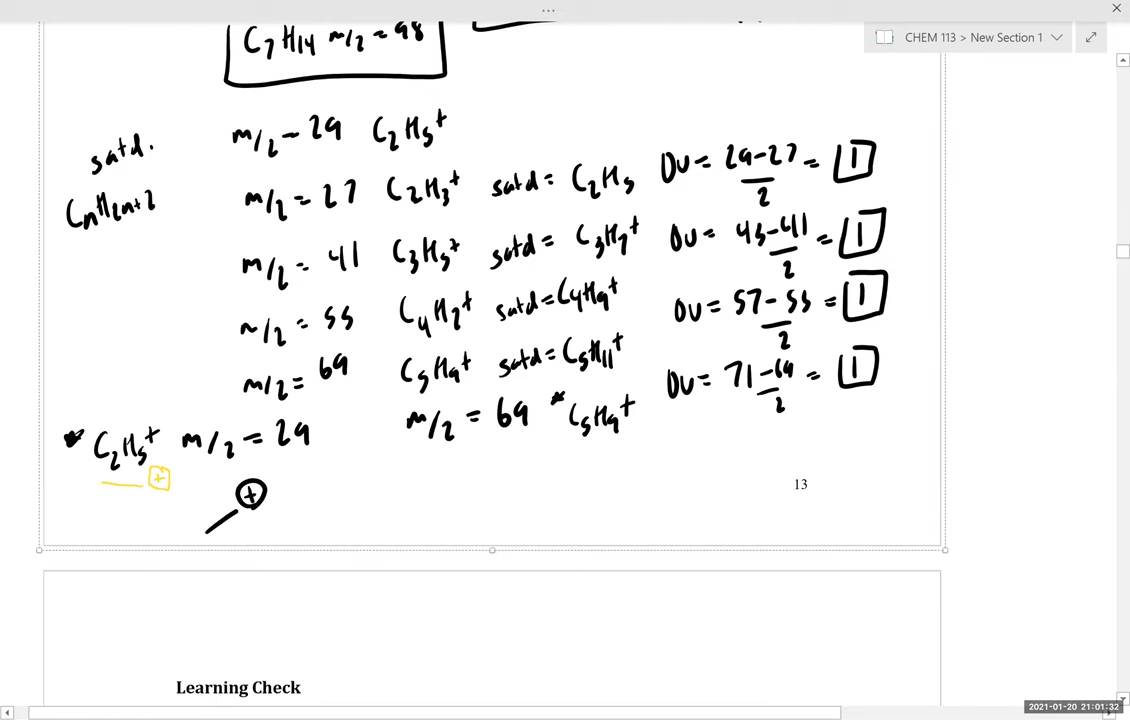 CHEM 113 > New Section 1
C7H14 m/z = 98
satd.
m/z - 29 C2H5+
CnH2n+2
m/z = 27 C2H3+ satd = C2H5 DU = 29-27/2 = 1
m/z = 41 C3H5+ satd = C3H7+ DU = 43-41/2 = 1
m/z = 55 C4H7+ satd = C4H9+ DU = 57-55/2 = 1
m/z = 69 C5H9+ satd = C5H11+ DU = 71-69/2 = 1
* C2H5+ m/z = 29 m/z = 69 * C5H9+
+
+
13
Learning Check
2021-01-20 21:01:32